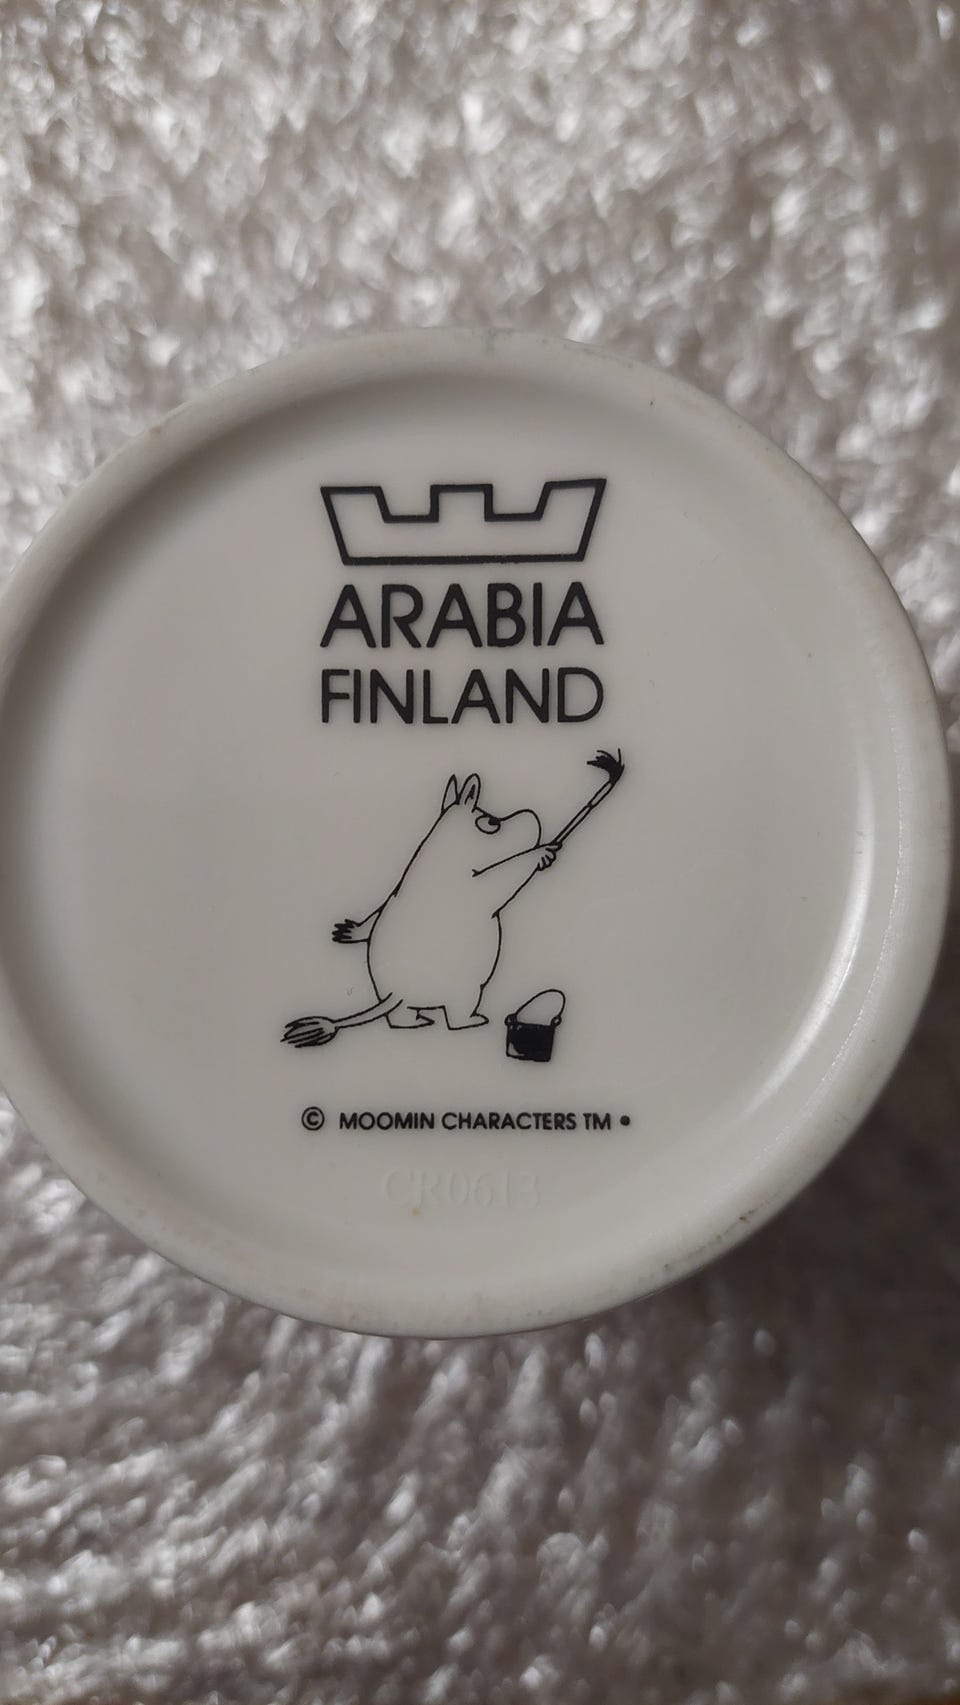 ARABIA
FINLAND
© MOOMIN CHARACTERS TM •
CR0613